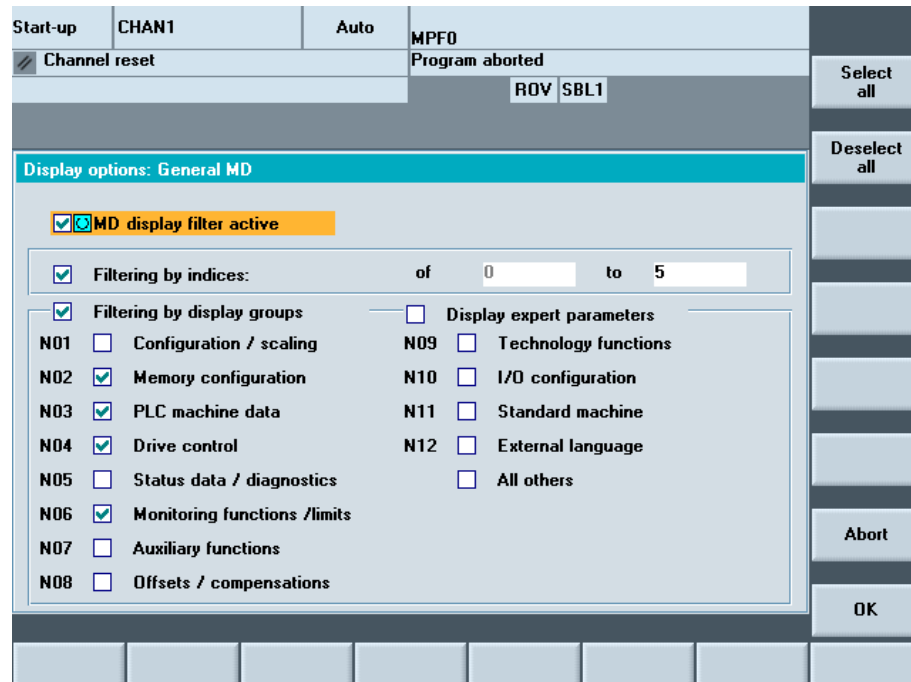 Start-up CHAN1 Auto MPF0
Channel reset Program aborted
ROV SBL1
Select all
Deselect all
Display options: General MD
MD display filter active
Filtering by indices: of 0 to 5
Filtering by display groups Display expert parameters
N01 Configuration / scaling N09 Technology functions
N02 Memory configuration N10 I/O configuration
N03 PLC machine data N11 Standard machine
N04 Drive control N12 External language
N05 Status data / diagnostics All others
N06 Monitoring functions /limits
N07 Auxiliary functions
N08 Offsets / compensations
Abort
OK